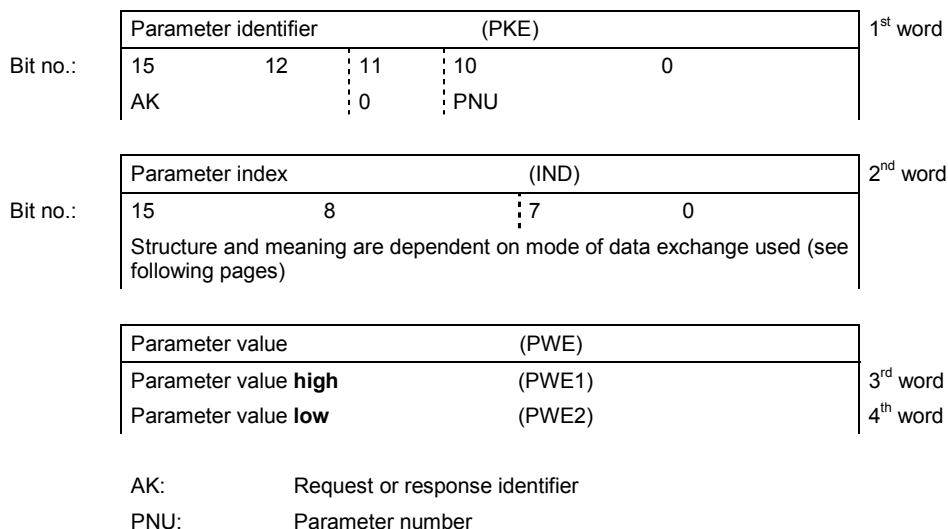 Parameter identifier (PKE) 1st word
Bit no.: 15 12 11 10 0
AK 0 PNU
Parameter index (IND) 2nd word
Bit no.: 15 8 7 0
Structure and meaning are dependent on mode of data exchange used (see
following pages)
Parameter value (PWE)
Parameter value high (PWE1) 3rd word
Parameter value low (PWE2) 4th word
AK: Request or response identifier
PNU: Parameter number